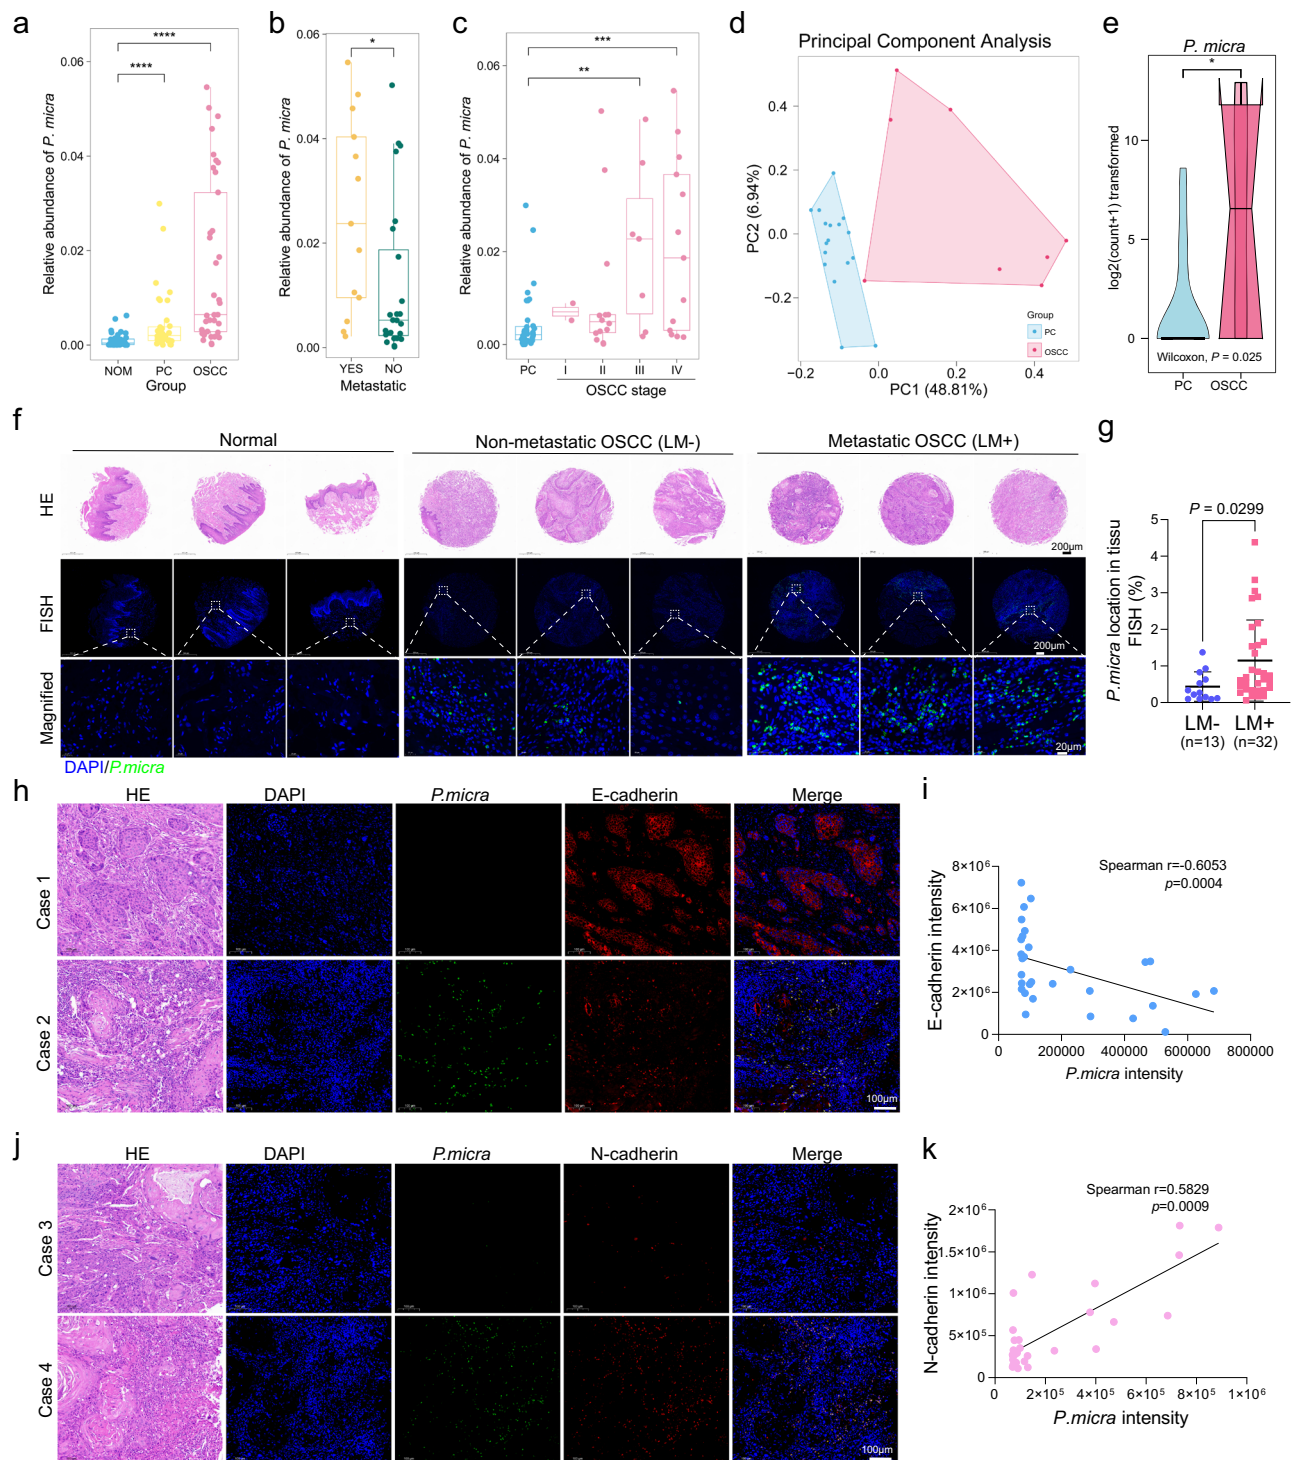 a
****
****
0.06
0.04
0.02
0.00
Relative abundance of P. micra
NOM PC OSCC
Group
b
*
0.06
0.04
0.02
0.00
Relative abundance of P. micra
YES NO
Metastatic
c
***
**
0.06
0.04
0.02
0.00
Relative abundance of P. micra
PC I II III IV
OSCC stage
d
Principal Component Analysis
0.4
0.2
0.0
−0.2
PC2 (6.94%)
Group
PC
OSCC
−0.2 0.0 0.2 0.4
PC1 (48.81%)
e
P. micra
*
10
5
0
log2(count+1) transformed
Wilcoxon, P = 0.025
PC OSCC
f
Normal
Non-metastatic OSCC (LM-)
Metastatic OSCC (LM+)
HE
200μm
FISH
200μm
Magnified
20μm
DAPI/P.micra
g
P = 0.0299
5
4
3
2
1
0
P.micra location in tissu
FISH (%)
LM- LM+
(n=13) (n=32)
h
HE DAPI P.micra E-cadherin Merge
Case 1
Case 2
100μm
i
Spearman r=-0.6053
p=0.0004
8×10⁶
6×10⁶
4×10⁶
2×10⁶
0
E-cadherin intensity
0 200000 400000 600000 800000
P.micra intensity
j
HE DAPI P.micra N-cadherin Merge
Case 3
Case 4
100μm
k
Spearman r=0.5829
p=0.0009
2×10⁶
1.5×10⁶
1×10⁶
5×10⁵
0
N-cadherin intensity
0 2×10⁵ 4×10⁵ 6×10⁵ 8×10⁵ 1×10⁶
P.micra intensity